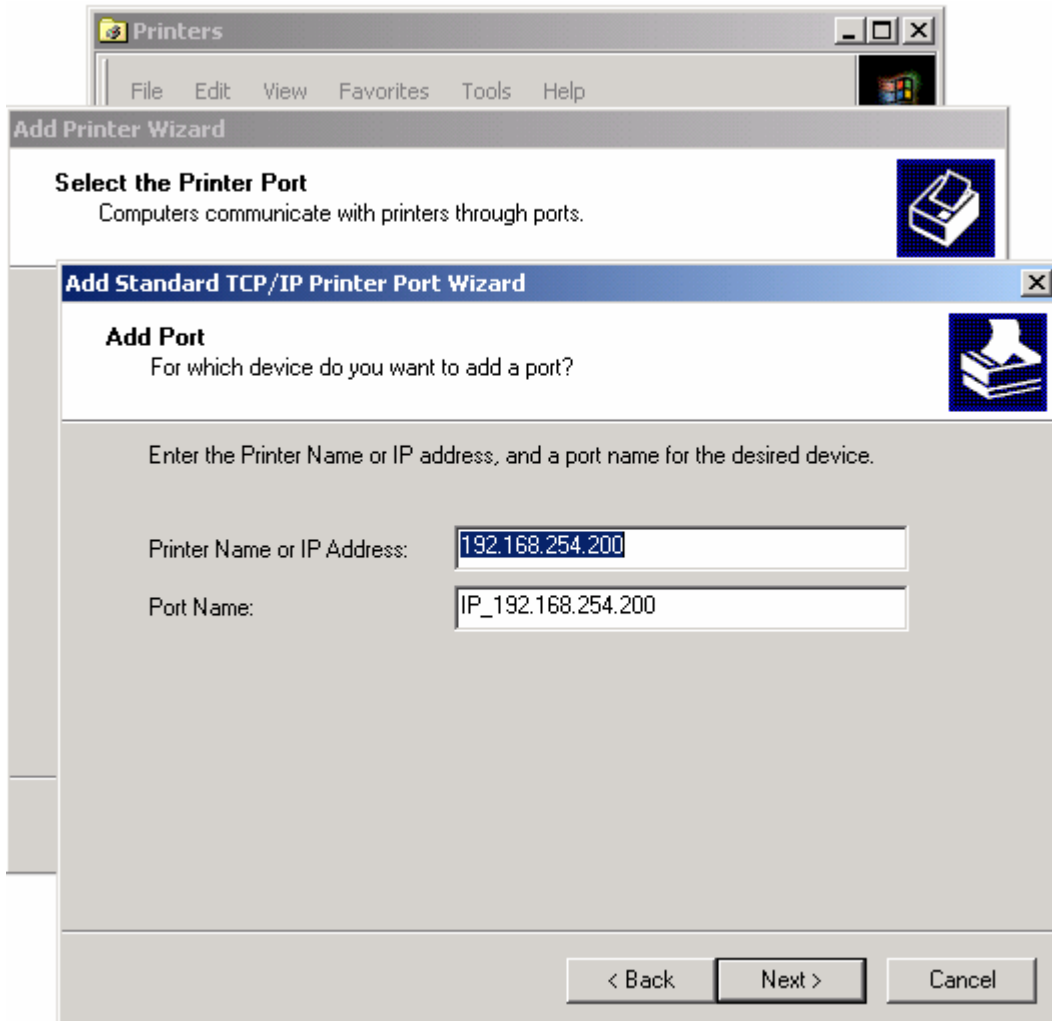 Printers
File Edit View Favorites Tools Help
Add Printer Wizard
Select the Printer Port
Computers communicate with printers through ports.
Add Standard TCP/IP Printer Port Wizard
Add Port
For which device do you want to add a port?
Enter the Printer Name or IP address, and a port name for the desired device.
Printer Name or IP Address: 192.168.254.200
Port Name: IP_192.168.254.200
< Back Next > Cancel